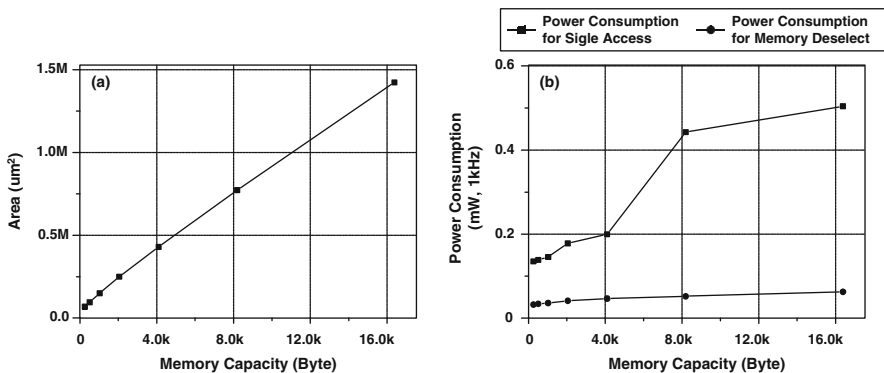 Power Consumption for Sigle Access
Power Consumption for Memory Deselect
(a)
1.5M
1.0M
0.5M
0.0
Area (um²)
0
4.0k
8.0k
12.0k
16.0k
Memory Capacity (Byte)
(b)
0.6
0.4
0.2
0
Power Consumption
(mW, 1kHz)
0
4.0k
8.0k
12.0k
16.0k
Memory Capacity (Byte)